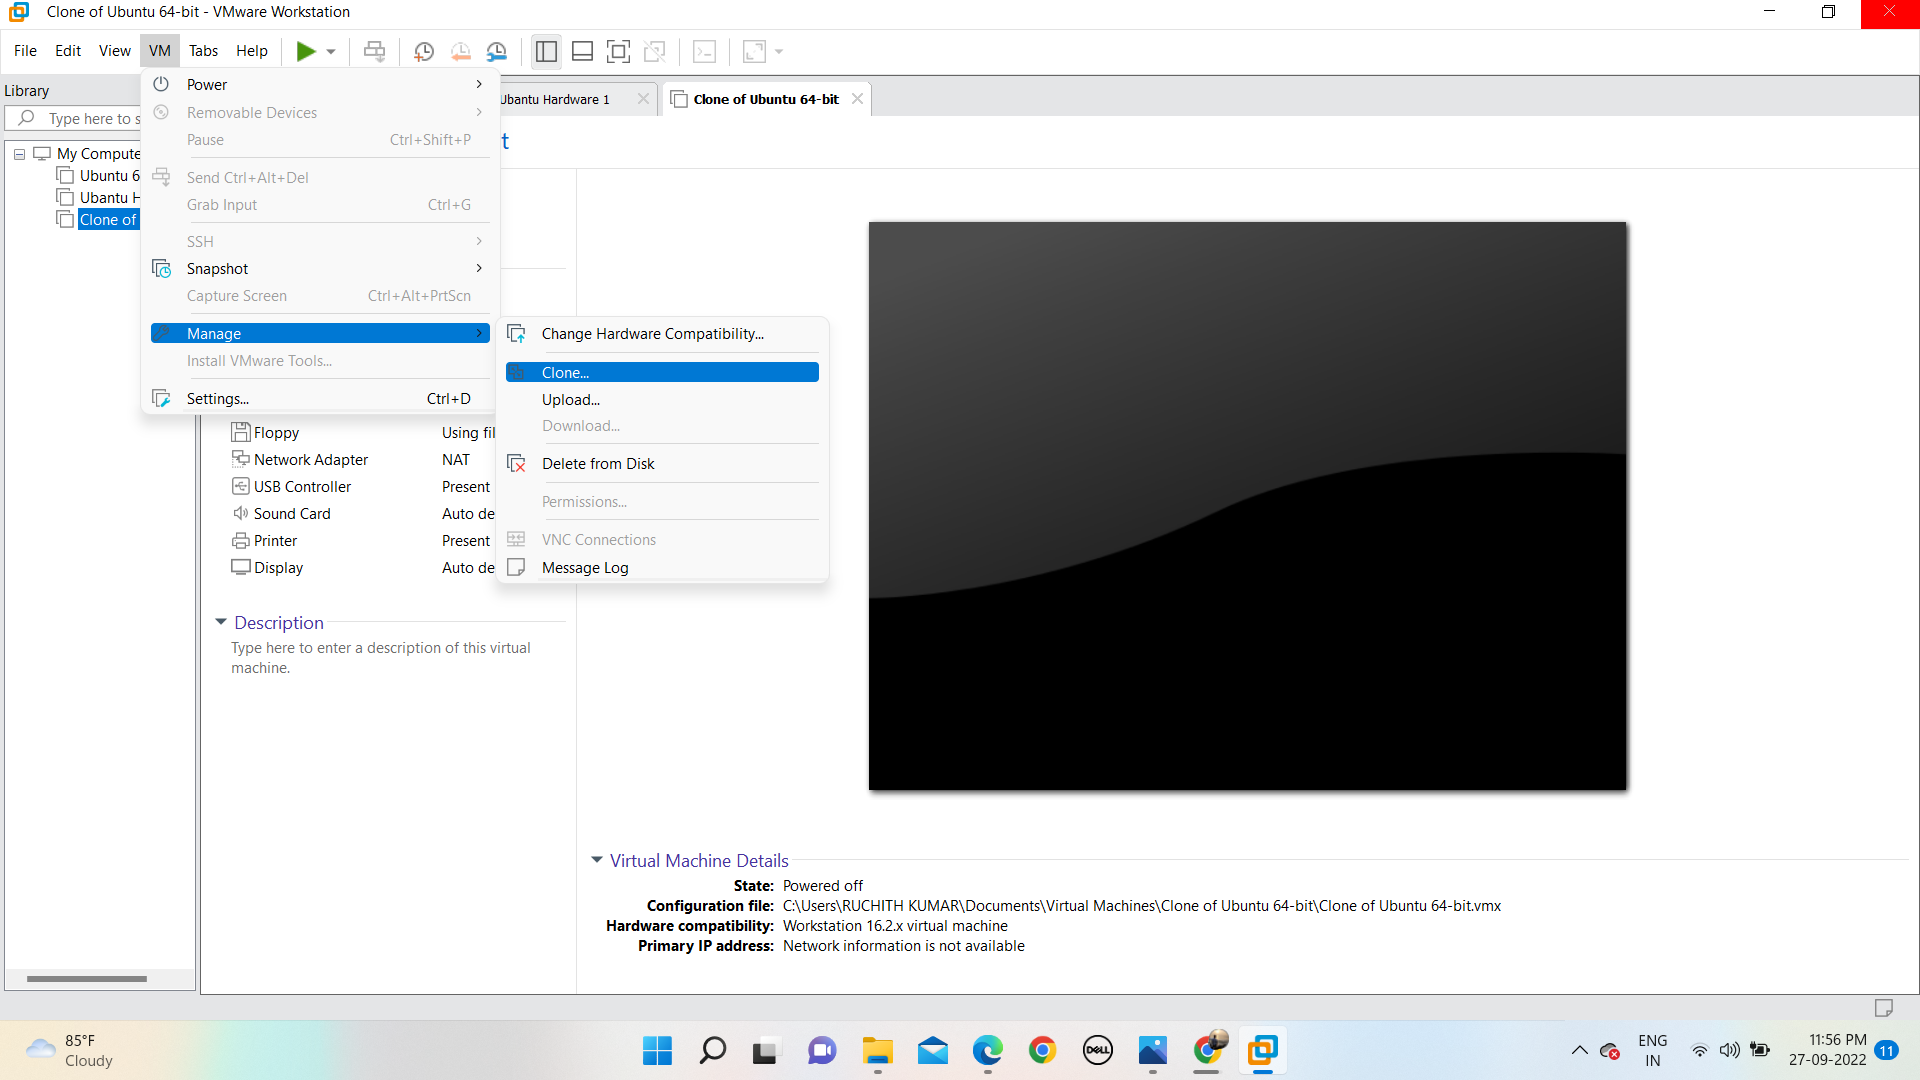 Clone of Ubuntu 64-bit - VMware Workstation
File Edit View VM Tabs Help
Library
Type here to s
My Compute
Ubuntu 6
Ubantu H
Clone of
Power
Removable Devices
Pause Ctrl+Shift+P
Send Ctrl+Alt+Del
Grab Input Ctrl+G
SSH
Snapshot
Capture Screen Ctrl+Alt+PrtScn
Manage
Install VMware Tools...
Settings... Ctrl+D
Ubantu Hardware 1
Clone of Ubuntu 64-bit
t
Change Hardware Compatibility...
Clone...
Upload...
Download...
Delete from Disk
Permissions...
VNC Connections
Message Log
Floppy Using fil
Network Adapter NAT
USB Controller Present
Sound Card Auto de
Printer Present
Display Auto de
Description
Type here to enter a description of this virtual
machine.
Virtual Machine Details
State: Powered off
Configuration file: C:\Users\RUCHITH KUMAR\Documents\Virtual Machines\Clone of Ubuntu 64-bit\Clone of Ubuntu 64-bit.vmx
Hardware compatibility: Workstation 16.2.x virtual machine
Primary IP address: Network information is not available
85°F
Cloudy
DELL
ENG
IN
11:56 PM
27-09-2022
11